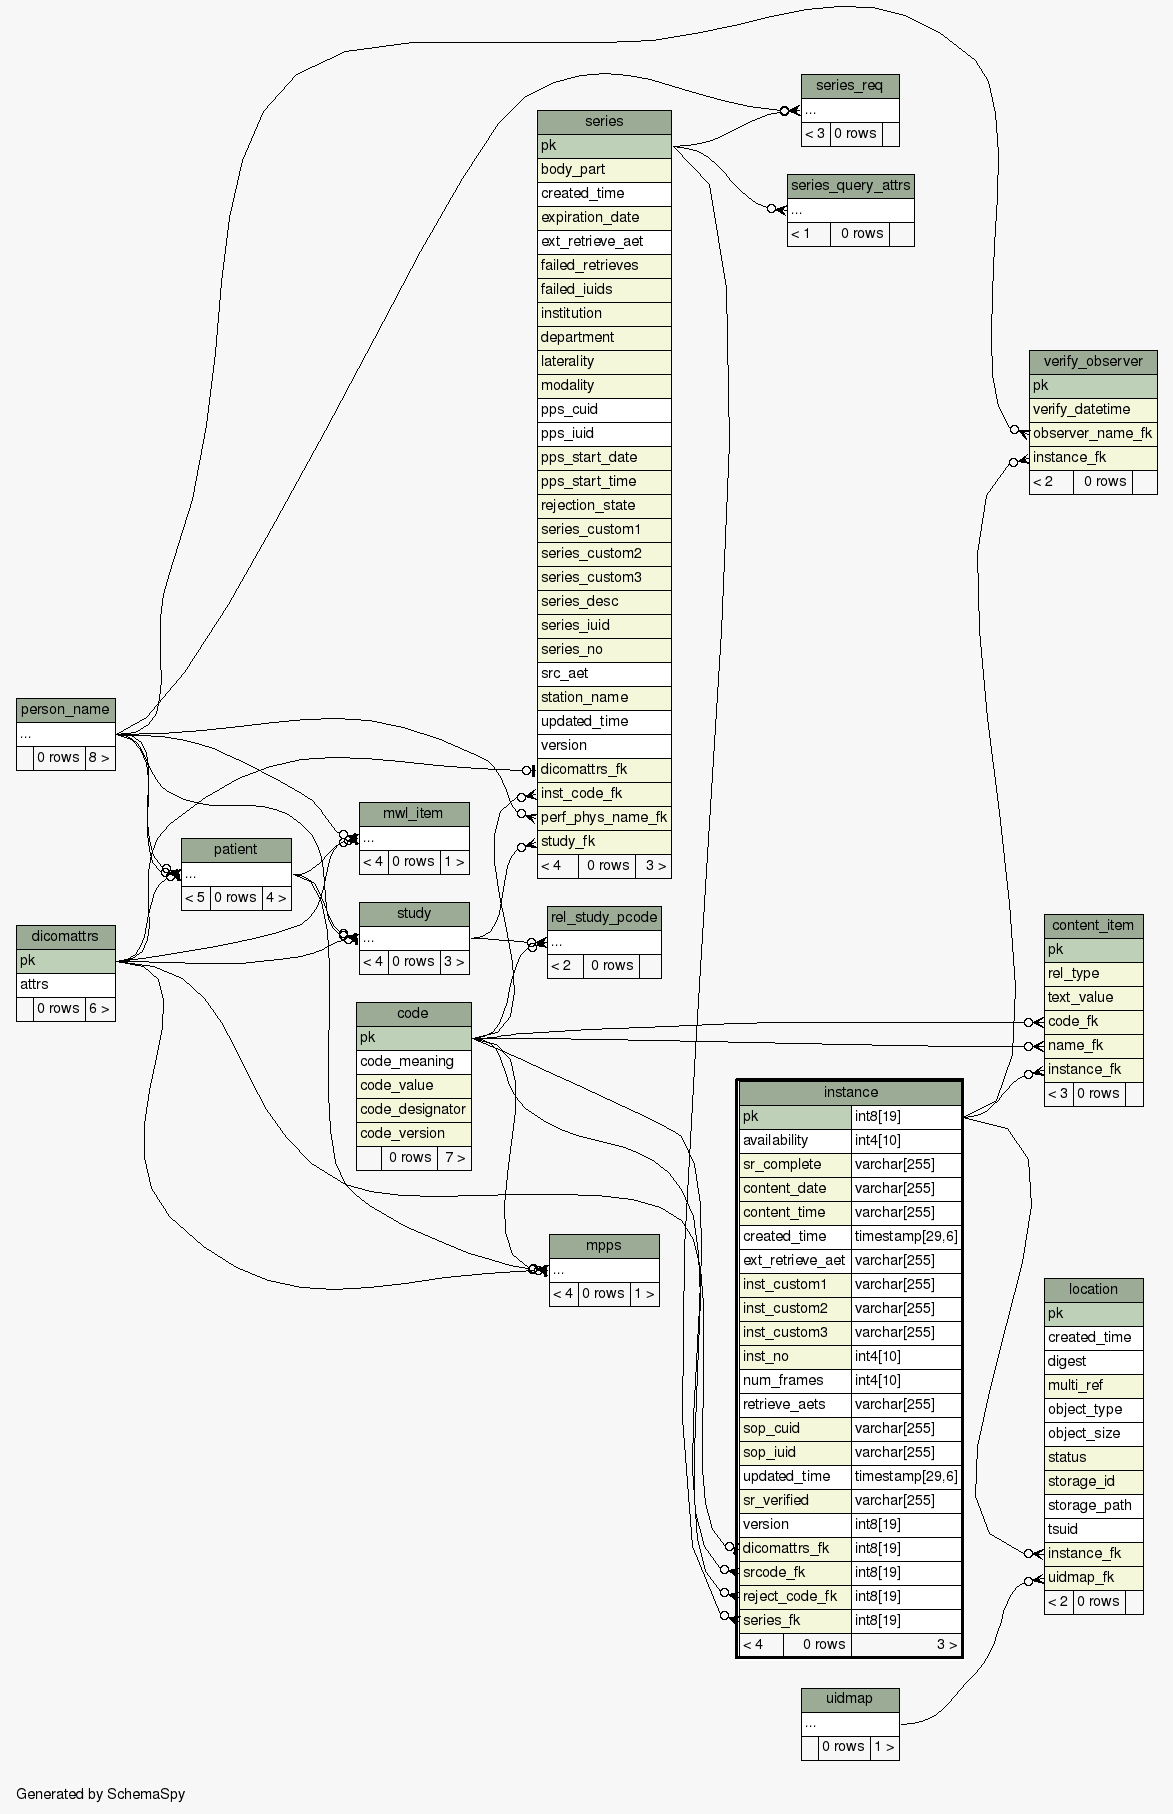 series_req
...
< 3 0 rows
series
pk
body_part
created_time
expiration_date
ext_retrieve_aet
failed_retrieves
failed_iuids
institution
department
laterality
modality
pps_cuid
pps_iuid
pps_start_date
pps_start_time
rejection_state
series_custom1
series_custom2
series_custom3
series_desc
series_iuid
series_no
src_aet
station_name
updated_time
version
dicomattrs_fk
inst_code_fk
perf_phys_name_fk
study_fk
< 4 0 rows 3 >
series_query_attrs
...
< 1 0 rows
verify_observer
pk
verify_datetime
observer_name_fk
instance_fk
< 2 0 rows
person_name
...
0 rows 8 >
mwl_item
...
< 4 0 rows 1 >
patient
...
< 5 0 rows 4 >
study
...
< 4 0 rows 3 >
rel_study_pcode
...
< 2 0 rows
dicomattrs
pk
attrs
0 rows 6 >
code
pk
code_meaning
code_value
code_designator
code_version
0 rows 7 >
content_item
pk
rel_type
text_value
code_fk
name_fk
instance_fk
< 3 0 rows
instance
pk int8[19]
availability int4[10]
sr_complete varchar[255]
content_date varchar[255]
content_time varchar[255]
created_time timestamp[29,6]
ext_retrieve_aet varchar[255]
inst_custom1 varchar[255]
inst_custom2 varchar[255]
inst_custom3 varchar[255]
inst_no int4[10]
num_frames int4[10]
retrieve_aets varchar[255]
sop_cuid varchar[255]
sop_iuid varchar[255]
updated_time timestamp[29,6]
sr_verified varchar[255]
version int8[19]
dicomattrs_fk int8[19]
srcode_fk int8[19]
reject_code_fk int8[19]
series_fk int8[19]
< 4 0 rows 3 >
mpps
...
< 4 0 rows 1 >
location
pk
created_time
digest
multi_ref
object_type
object_size
status
storage_id
storage_path
tsuid
instance_fk
uidmap_fk
< 2 0 rows
uidmap
...
0 rows 1 >
Generated by SchemaSpy